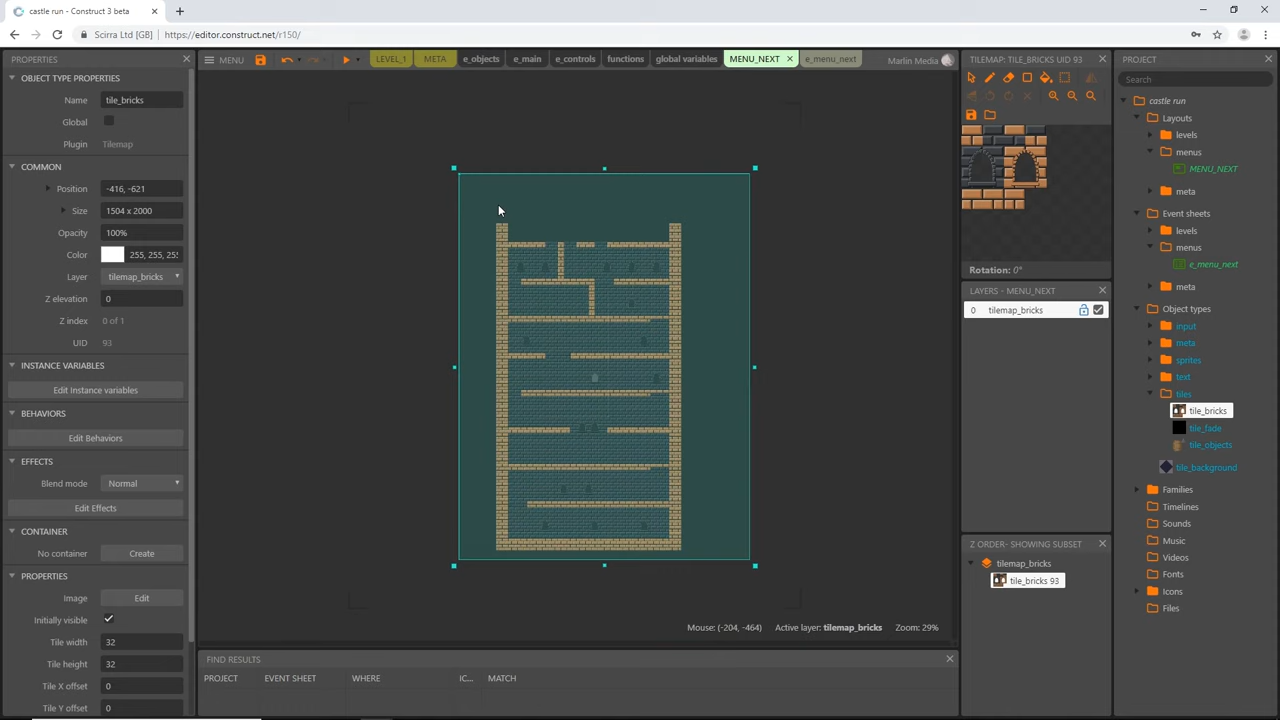 castle run - Construct 3 beta
Scirra Ltd [GB] | https://editor.construct.net/r150/
PROPERTIES
OBJECT TYPE PROPERTIES
Name tile_bricks
Global
Plugin Tilemap
COMMON
Position -416, -621
Size 1504 x 2000
Opacity 100%
Color 255, 255, 255
Layer tilemap_bricks
Z elevation 0
Z index 0 of 1
UID 93
INSTANCE VARIABLES
Edit Instance variables
BEHAVIORS
Edit Behaviors
EFFECTS
Blend mode Normal
Edit Effects
CONTAINER
No container Create
PROPERTIES
Image Edit
Initially visible
Tile width 32
Tile height 32
Tile X offset 0
Tile Y offset 0
MENU
LEVEL_1 META e_objects e_main e_controls functions global variables MENU_NEXT e_menu_next
Marlin Media
Mouse: (-204, -464) Active layer: tilemap_bricks Zoom: 29%
FIND RESULTS
PROJECT EVENT SHEET WHERE IC... MATCH
TILEMAP: TILE_BRICKS UID 93
Rotation: 0°
LAYERS - MENU_NEXT
0 tilemap_bricks
Z ORDER- SHOWING SUBSET
tilemap_bricks
tile_bricks 93
PROJECT
Search
castle run
Layouts
levels
menus
MENU_NEXT
meta
Event sheets
levels
menus
e_menu_next
meta
Object types
input
meta
sprites
text
tiles
tile_bricks
tile_fade
tile_objects
tile_background
Families
Timelines
Sounds
Music
Videos
Fonts
Icons
Files